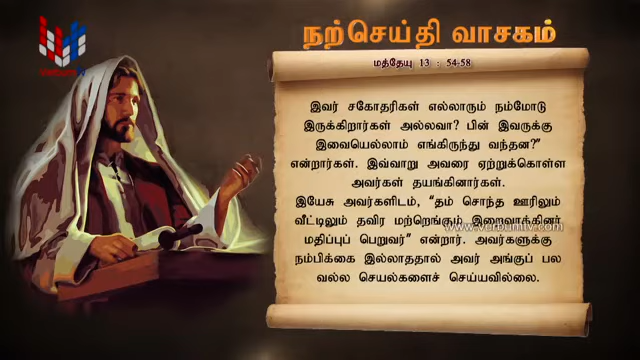 நற்செய்தி வாசகம்
மத்தேயு 13 : 54-58
இவர் சகோதரிகள் எல்லாரும் நம்மோடு
இருக்கிறார்கள் அல்லவா? பின் இவருக்கு
இவையெல்லாம் எங்கிருந்து வந்தன?”
என்றார்கள். இவ்வாறு அவரை ஏற்றுக்கொள்ள
அவர்கள் தயங்கினார்கள்.
இயேசு அவர்களிடம், “தம் சொந்த ஊரிலும்
வீட்டிலும் தவிர மற்றெங்கும் இறைவாக்கினர்
www.verbumtv.com
மதிப்புப் பெறுவர்” என்றார். அவர்களுக்கு
நம்பிக்கை இல்லாததால் அவர் அங்குப் பல
வல்ல செயல்களைச் செய்யவில்லை.